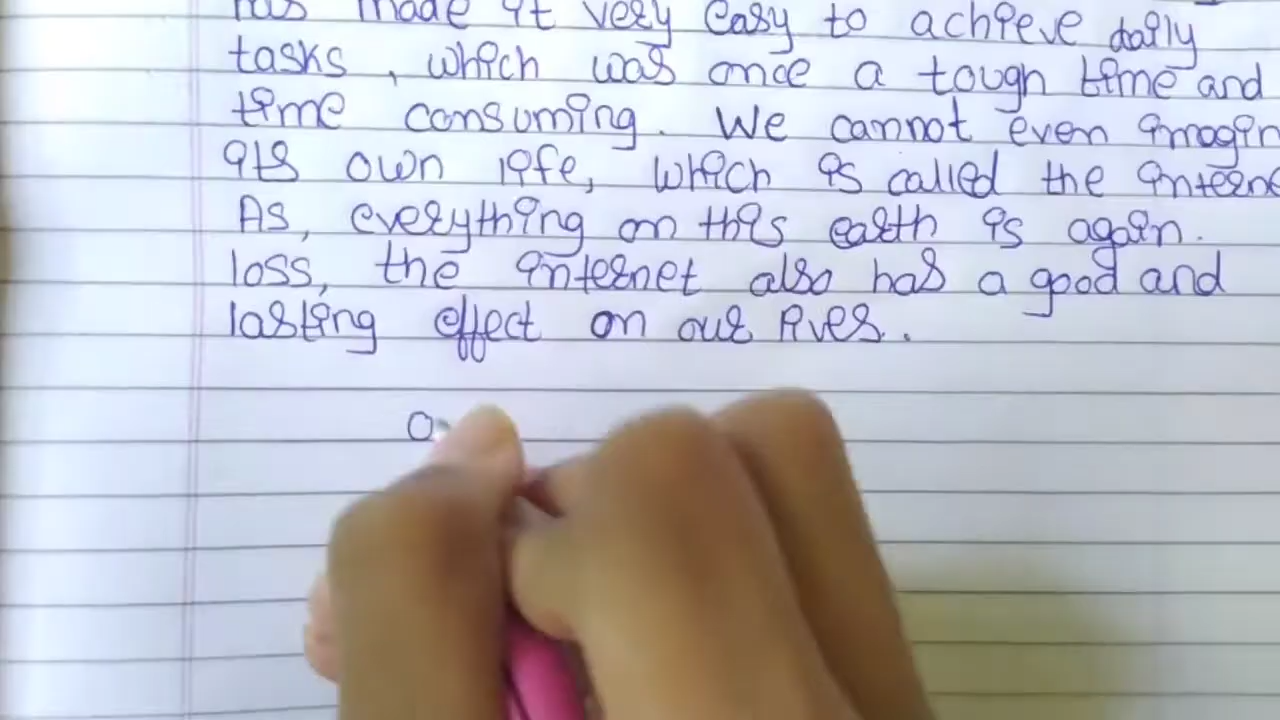 has made it very easy to achieve daily
tasks, which was once a tough time and
time consuming. We cannot even imagin
its own life, which is called the interne
As, everything on this earth is again.
loss, the internet also has a good and
lasting effect on our lives.